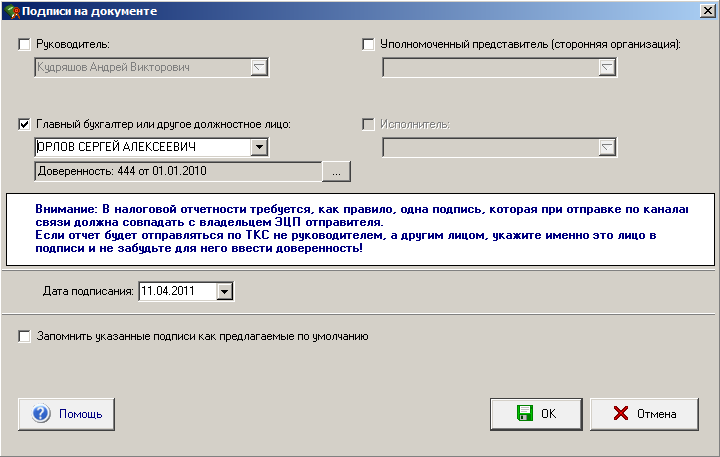 Подписи на документе
Руководитель:
Уполномоченный представитель (сторонняя организация):
Кудряшов Андрей Викторович
Главный бухгалтер или другое должностное лицо:
Исполнитель:
ОРЛОВ СЕРГЕЙ АЛЕКСЕЕВИЧ
Доверенность: 444 от 01.01.2010
...
Внимание: В налоговой отчетности требуется, как правило, одна подпись, которая при отправке по каналам
связи должна совпадать с владельцем ЭЦП отправителя.
Если отчет будет отправляться по ТКС не руководителем, а другим лицом, укажите именно это лицо в
подписи и не забудьте для него ввести доверенность!
Дата подписания:
11.04.2011
Запомнить указанные подписи как предлагаемые по умолчанию
Помощь
OK
Отмена